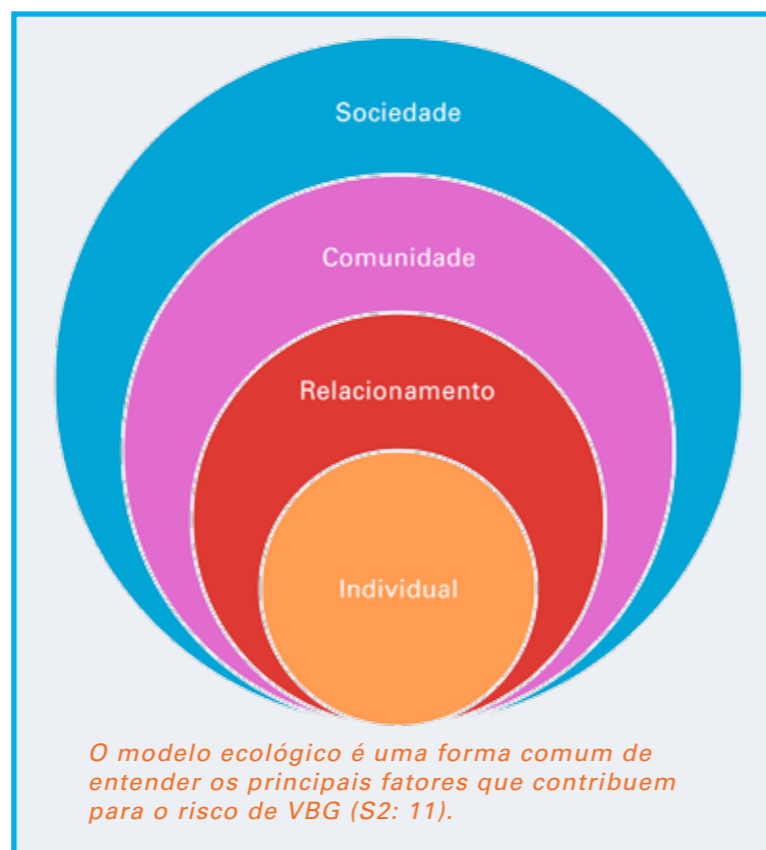 Sociedade
Comunidade
Relacionamento
Individual
O modelo ecológico é uma forma comum de
entender os principais fatores que contribuem
para o risco de VBG (S2: 11).